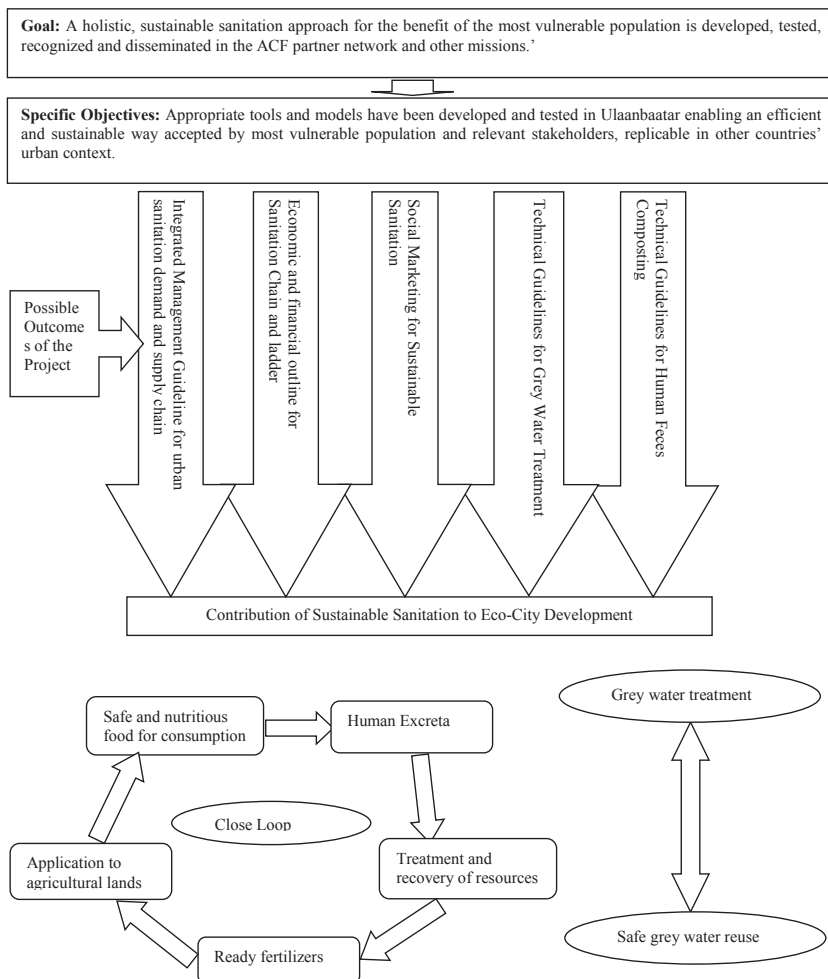 Goal: A holistic, sustainable sanitation approach for the benefit of the most vulnerable population is developed, tested,
recognized and disseminated in the ACF partner network and other missions.’
Specific Objectives: Appropriate tools and models have been developed and tested in Ulaanbaatar enabling an efficient
and sustainable way accepted by most vulnerable population and relevant stakeholders, replicable in other countries’
urban context.
Possible
Outcome
s of the
Project
Integrated Management Guideline for urban
sanitation demand and supply chain
Economic and financial outline for
Sanitation Chain and ladder
Social Marketing for Sustainable
Sanitation
Technical Guidelines for Grey Water Treatment
Technical Guidelines for Human Feces
Composting
Contribution of Sustainable Sanitation to Eco-City Development
Safe and nutritious
food for consumption
Human Excreta
Close Loop
Application to
agricultural lands
Treatment and
recovery of resources
Ready fertilizers
Grey water treatment
Safe grey water reuse